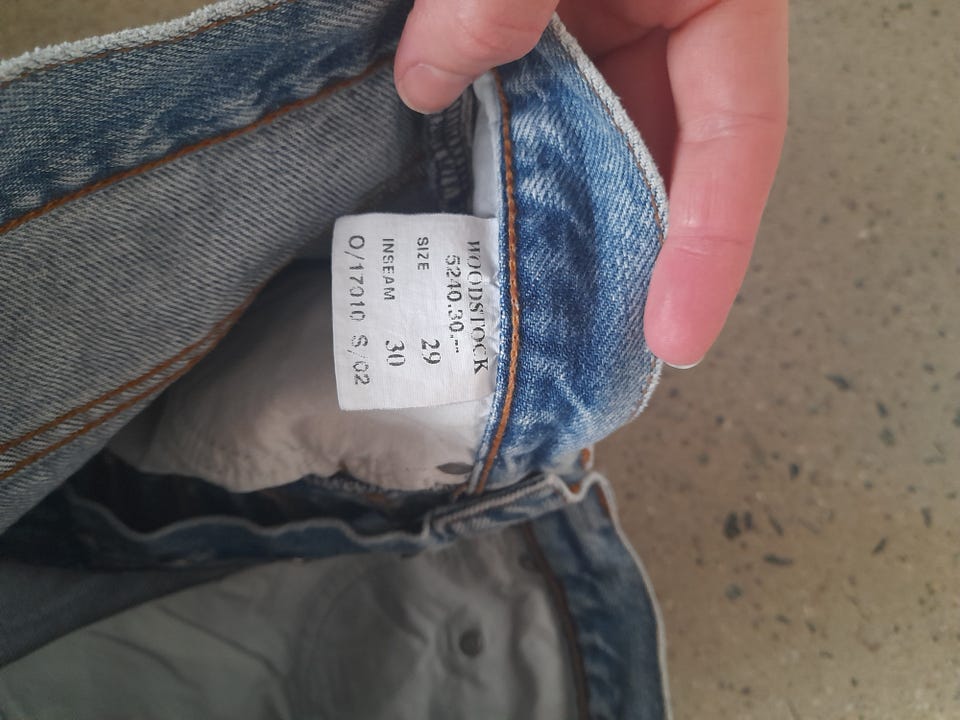 WOODSTOCK
5240.30,--
SIZE 29
INSEAM 30
O/17010 S/02